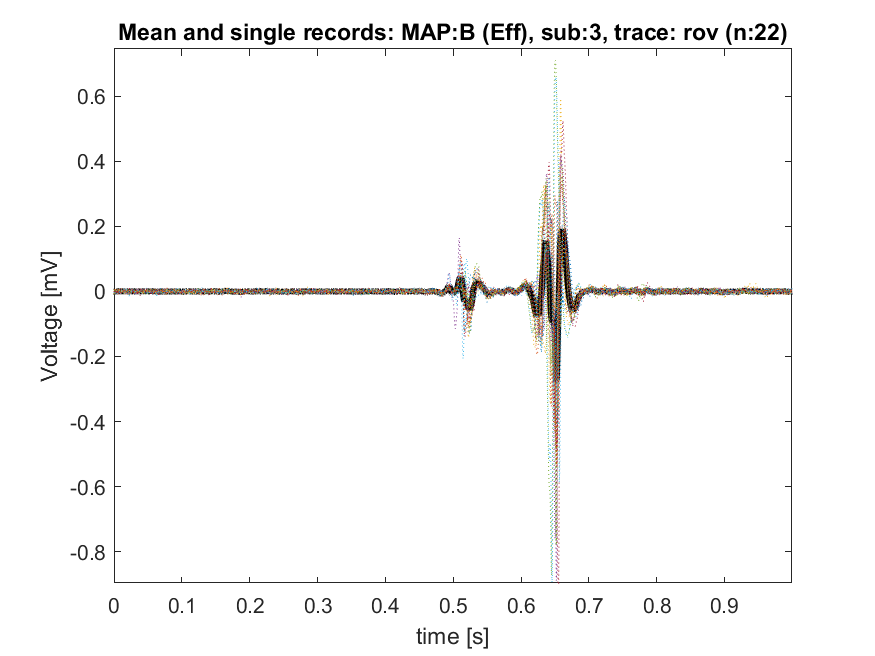 Mean and single records: MAP:B (Eff), sub:3, trace: rov (n:22)
0.6
0.4
0.2
0
-0.2
-0.4
-0.6
-0.8
Voltage [mV]
0 0.1 0.2 0.3 0.4 0.5 0.6 0.7 0.8 0.9
time [s]